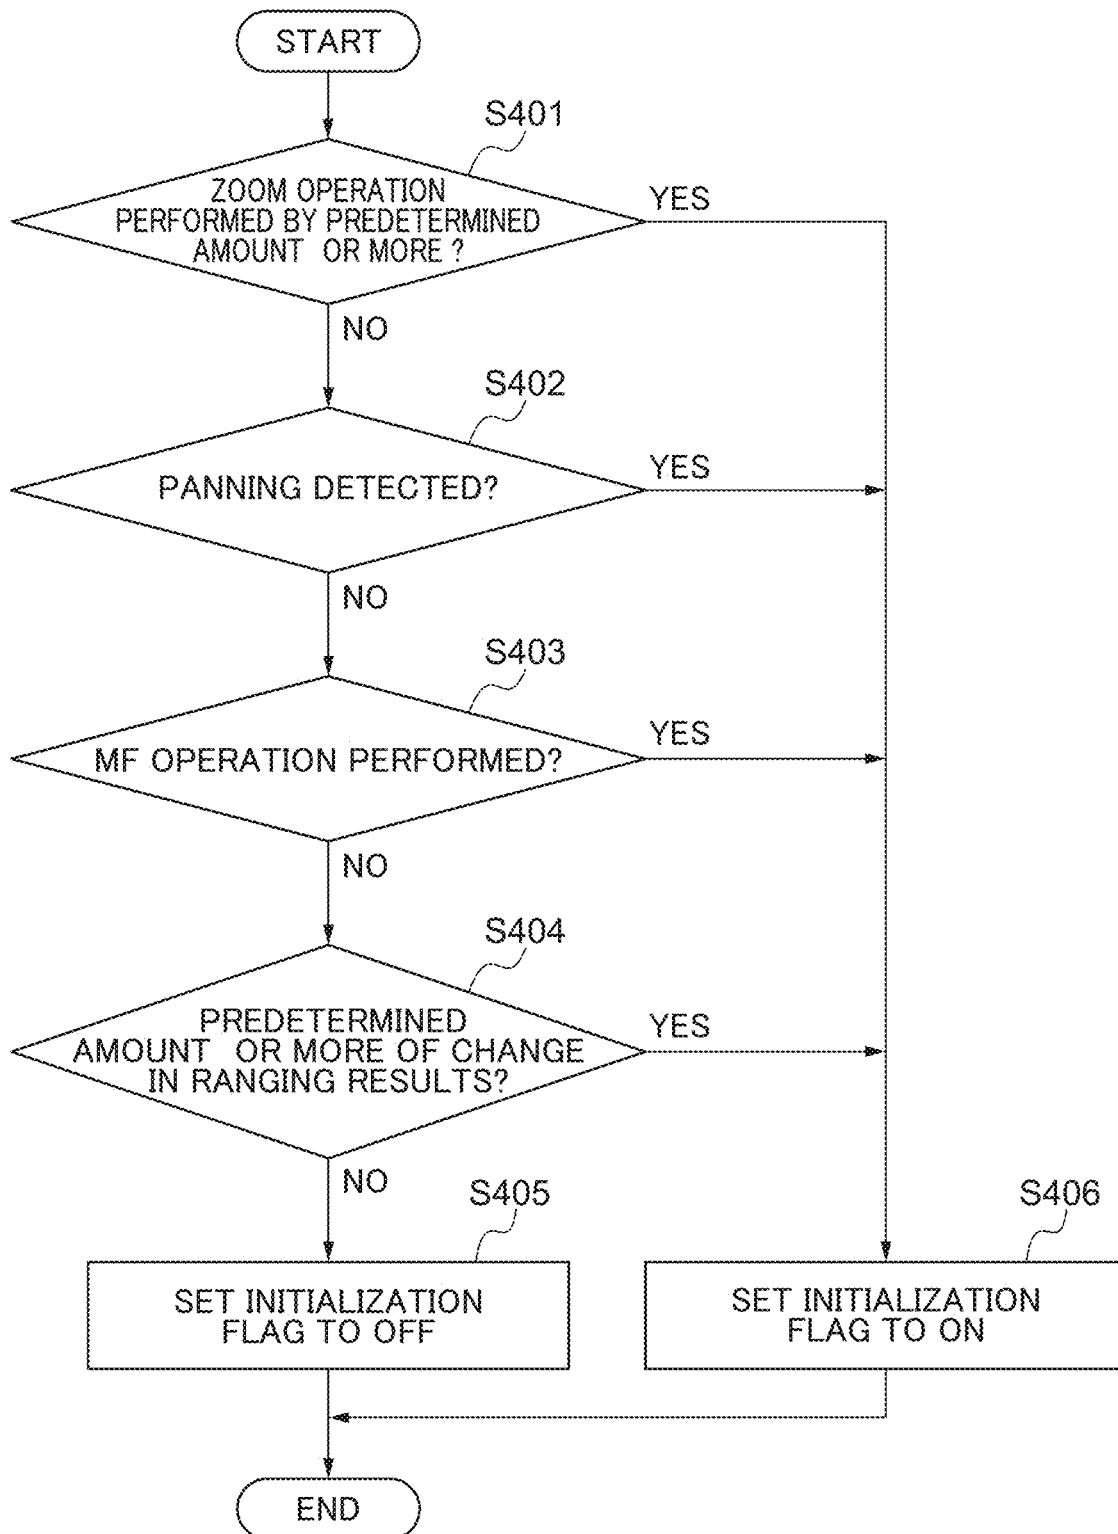 START
S401
ZOOM OPERATION
PERFORMED BY PREDETERMINED
AMOUNT OR MORE ?
YES
NO
S402
PANNING DETECTED?
YES
NO
S403
MF OPERATION PERFORMED?
YES
NO
S404
PREDETERMINED
AMOUNT OR MORE OF CHANGE
IN RANGING RESULTS?
YES
NO
S405
SET INITIALIZATION
FLAG TO OFF
S406
SET INITIALIZATION
FLAG TO ON
END